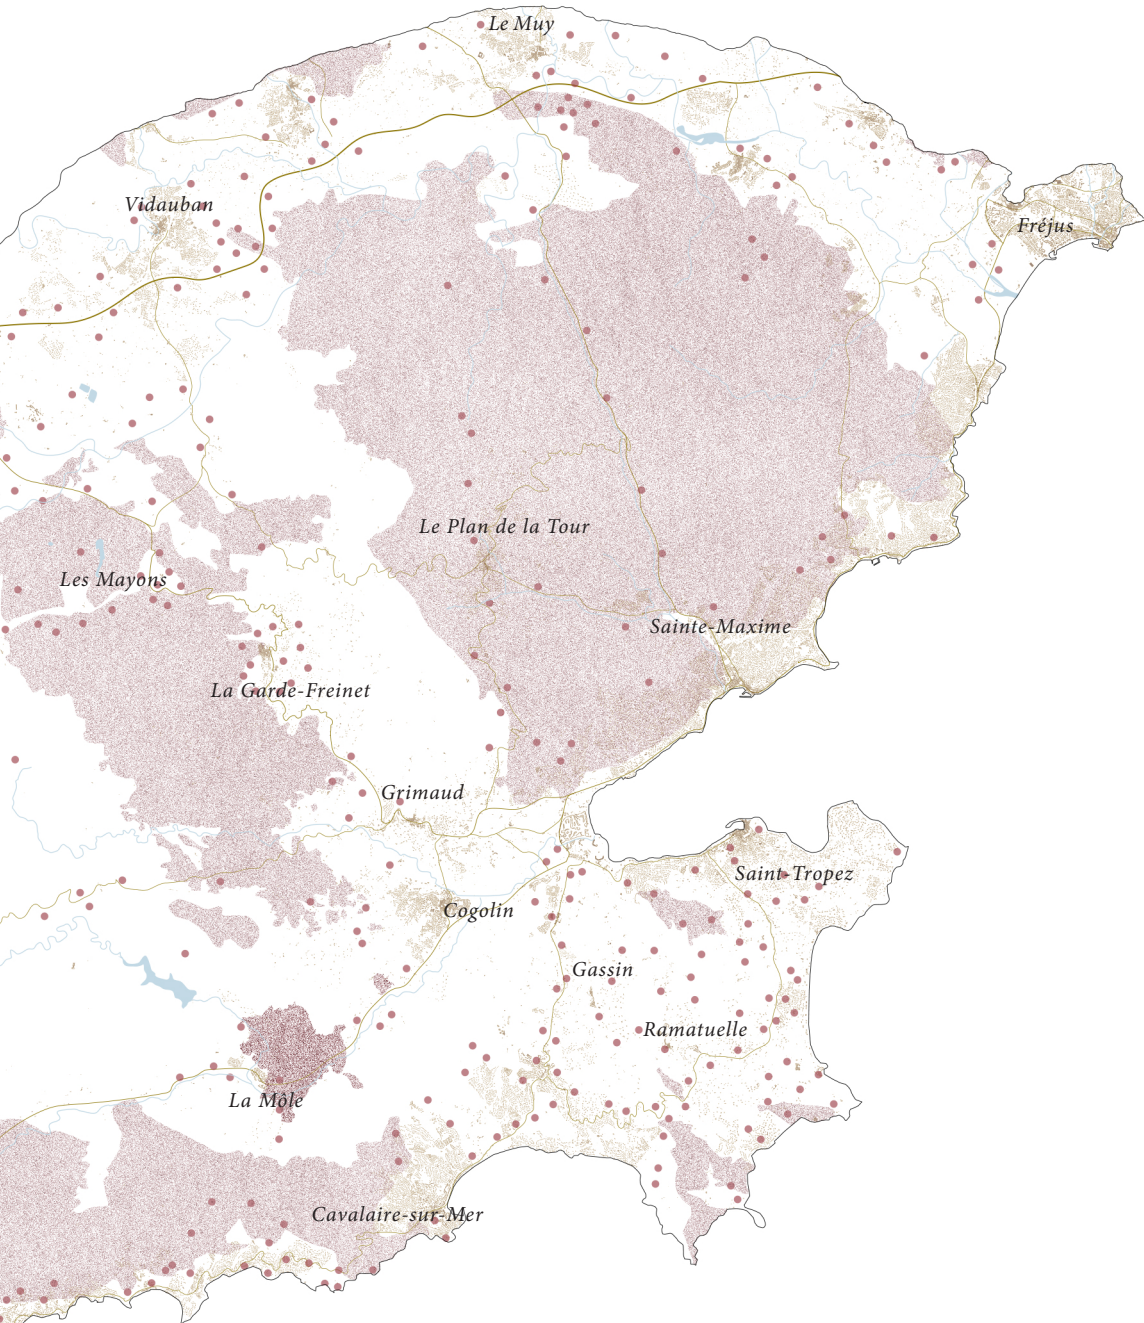 Le Muy
Vidauban
Fréjus
Le Plan de la Tour
Les Mayons
Sainte-Maxime
La Garde-Freinet
Grimaud
Saint-Tropez
Cogolin
Gassin
Ramatuelle
La Môle
Cavalaire-sur-Mer